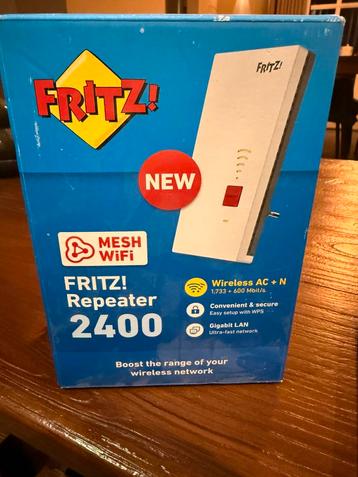 FRITZ!
FRITZ!
NEW
MESH
WiFi
FRITZ!
Repeater
2400
Wireless AC + N
1,733 + 600 Mbit/s
Convenient & secure
Easy setup with WPS
Gigabit LAN
Ultra-fast network
Boost the range of your
wireless network